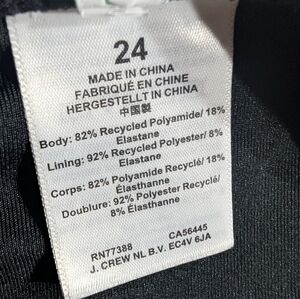 24
MADE IN CHINA
FABRIQUÉ EN CHINE
HERGESTELLT IN CHINA
中国製
Body: 82% Recycled Polyamide/ 18%
Elastane
Lining: 92% Recycled Polyester/ 8%
Elastane
Corps: 82% Polyamide Recyclé/ 18%
Élasthanne
Doublure: 92% Polyester Recyclé/
8% Élasthanne
RN77388 CA56445
J. CREW NL B.V. EC4V 6JA